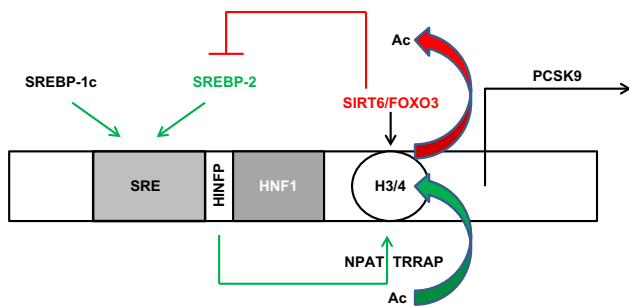 Ac
PCSK9
SREBP-1c
SREBP-2
SIRT6/FOXO3
SRE
HINFP
HNF1
H3/4
NPAT TRRAP
Ac